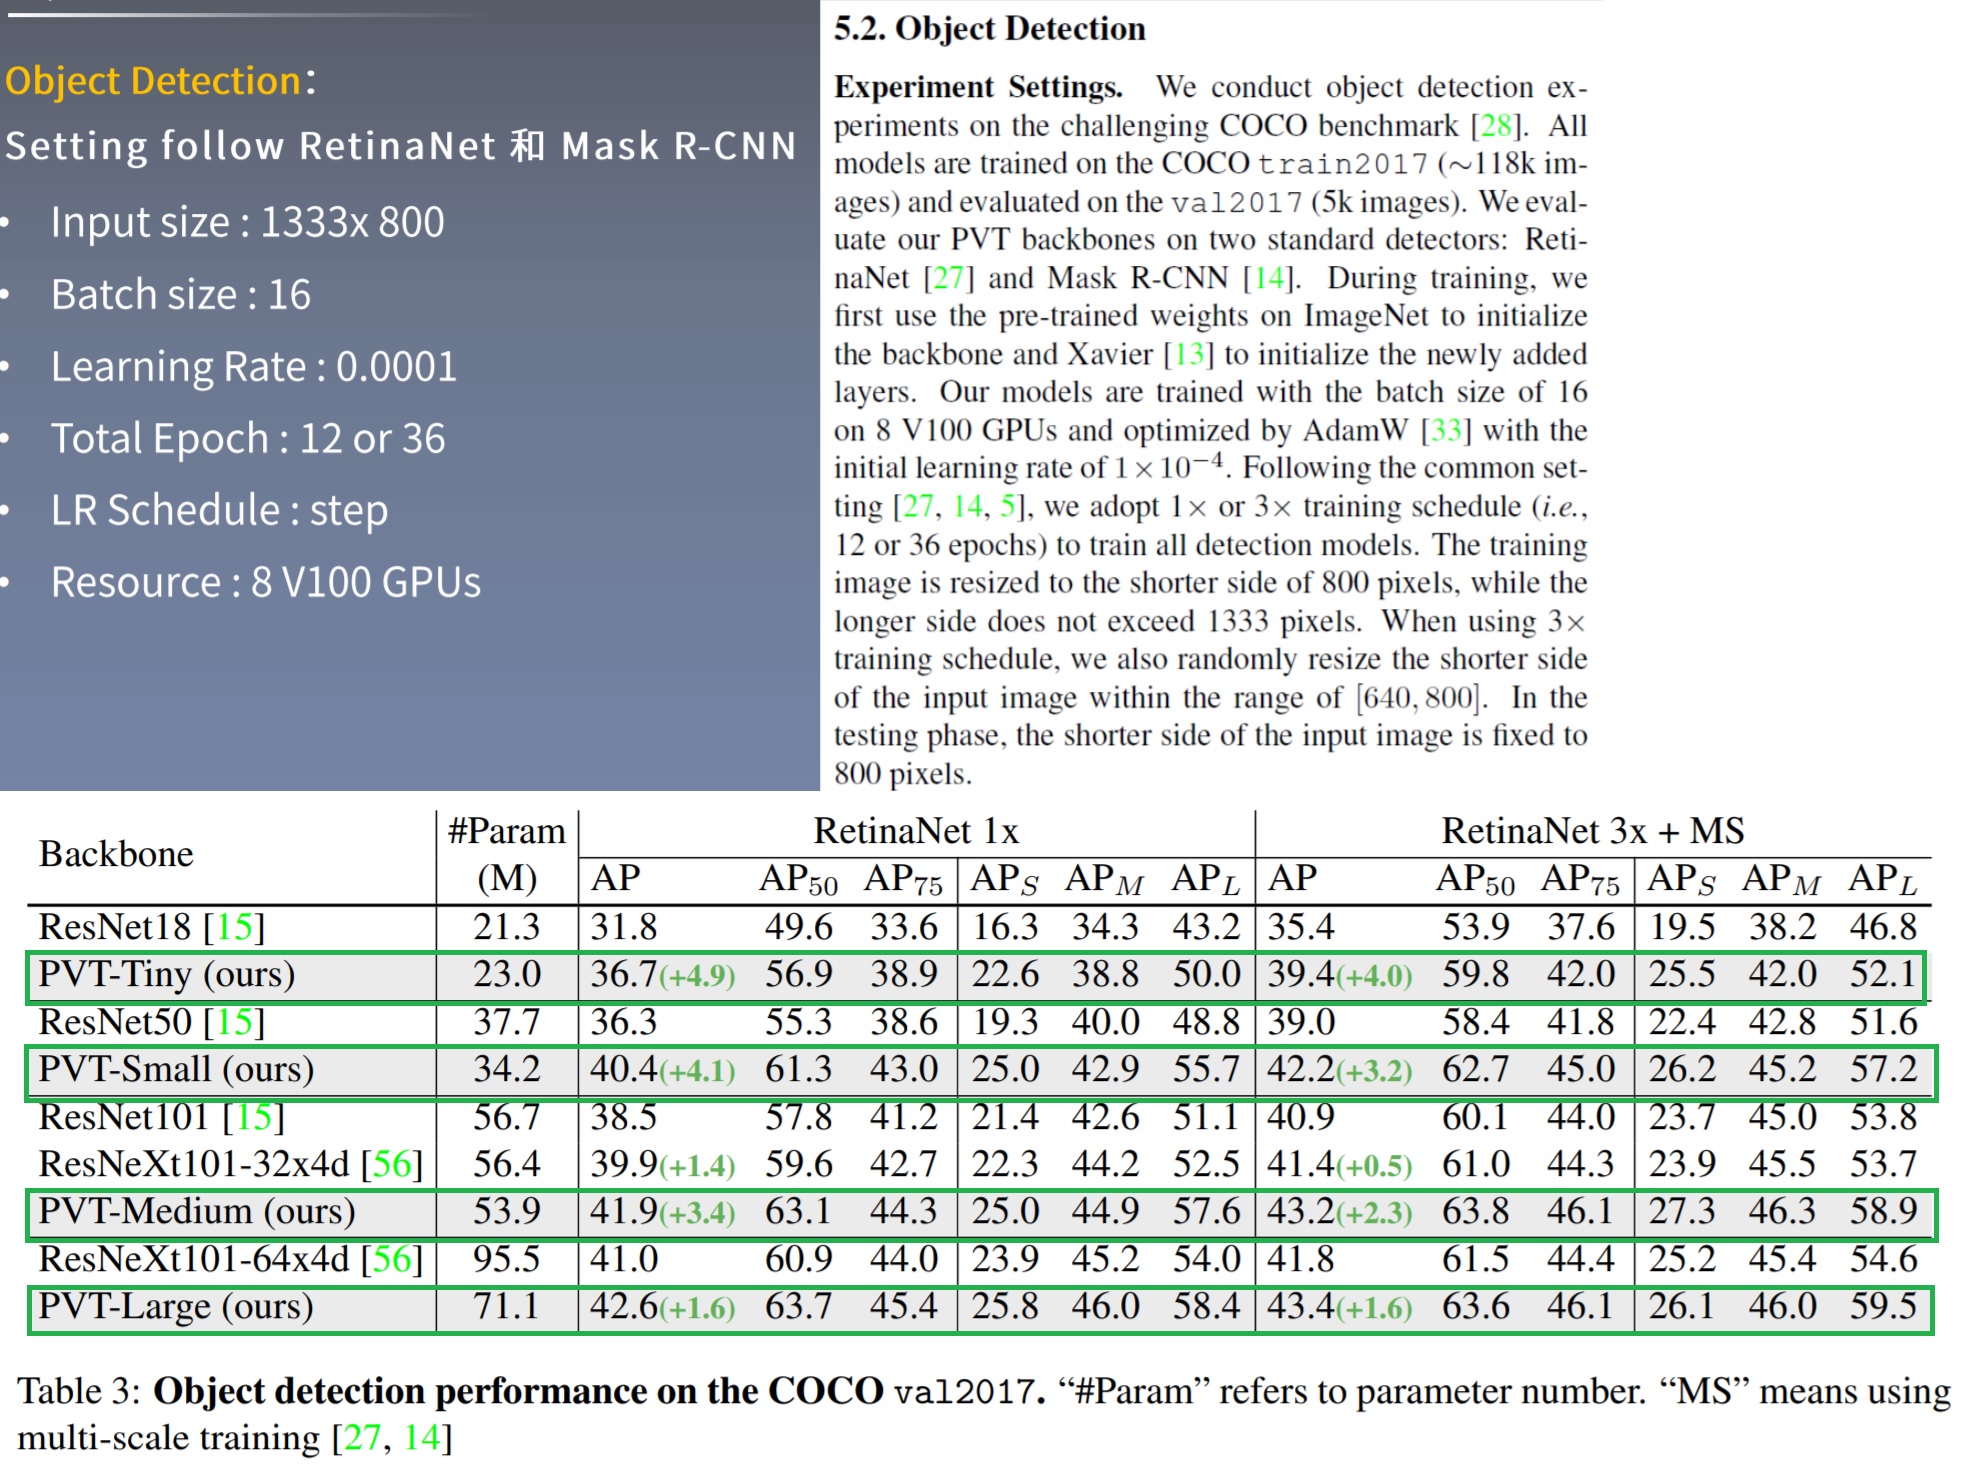 Object Detection:
Setting follow RetinaNet 和 Mask R-CNN
• Input size : 1333x 800
• Batch size : 16
• Learning Rate : 0.0001
• Total Epoch : 12 or 36
• LR Schedule : step
• Resource : 8 V100 GPUs
5.2. Object Detection
Experiment Settings. We conduct object detection ex-
periments on the challenging COCO benchmark [28]. All
models are trained on the COCO train2017 (∼118k im-
ages) and evaluated on the val2017 (5k images). We eval-
uate our PVT backbones on two standard detectors: Reti-
naNet [27] and Mask R-CNN [14]. During training, we
first use the pre-trained weights on ImageNet to initialize
the backbone and Xavier [13] to initialize the newly added
layers. Our models are trained with the batch size of 16
on 8 V100 GPUs and optimized by AdamW [33] with the
initial learning rate of 1×10⁻⁴. Following the common set-
ting [27, 14, 5], we adopt 1× or 3× training schedule (i.e.,
12 or 36 epochs) to train all detection models. The training
image is resized to the shorter side of 800 pixels, while the
longer side does not exceed 1333 pixels. When using 3×
training schedule, we also randomly resize the shorter side
of the input image within the range of [640, 800]. In the
testing phase, the shorter side of the input image is fixed to
800 pixels.
Backbone #Param (M) RetinaNet 1x RetinaNet 3x + MS
AP AP50 AP75 APS APM APL AP AP50 AP75 APS APM APL
ResNet18 [15] 21.3 31.8 49.6 33.6 16.3 34.3 43.2 35.4 53.9 37.6 19.5 38.2 46.8
PVT-Tiny (ours) 23.0 36.7(+4.9) 56.9 38.9 22.6 38.8 50.0 39.4(+4.0) 59.8 42.0 25.5 42.0 52.1
ResNet50 [15] 37.7 36.3 55.3 38.6 19.3 40.0 48.8 39.0 58.4 41.8 22.4 42.8 51.6
PVT-Small (ours) 34.2 40.4(+4.1) 61.3 43.0 25.0 42.9 55.7 42.2(+3.2) 62.7 45.0 26.2 45.2 57.2
ResNet101 [15] 56.7 38.5 57.8 41.2 21.4 42.6 51.1 40.9 60.1 44.0 23.7 45.0 53.8
ResNeXt101-32x4d [56] 56.4 39.9(+1.4) 59.6 42.7 22.3 44.2 52.5 41.4(+0.5) 61.0 44.3 23.9 45.5 53.7
PVT-Medium (ours) 53.9 41.9(+3.4) 63.1 44.3 25.0 44.9 57.6 43.2(+2.3) 63.8 46.1 27.3 46.3 58.9
ResNeXt101-64x4d [56] 95.5 41.0 60.9 44.0 23.9 45.2 54.0 41.8 61.5 44.4 25.2 45.4 54.6
PVT-Large (ours) 71.1 42.6(+1.6) 63.7 45.4 25.8 46.0 58.4 43.4(+1.6) 63.6 46.1 26.1 46.0 59.5
Table 3: Object detection performance on the COCO val2017. “#Param” refers to parameter number. “MS” means using
multi-scale training [27, 14]